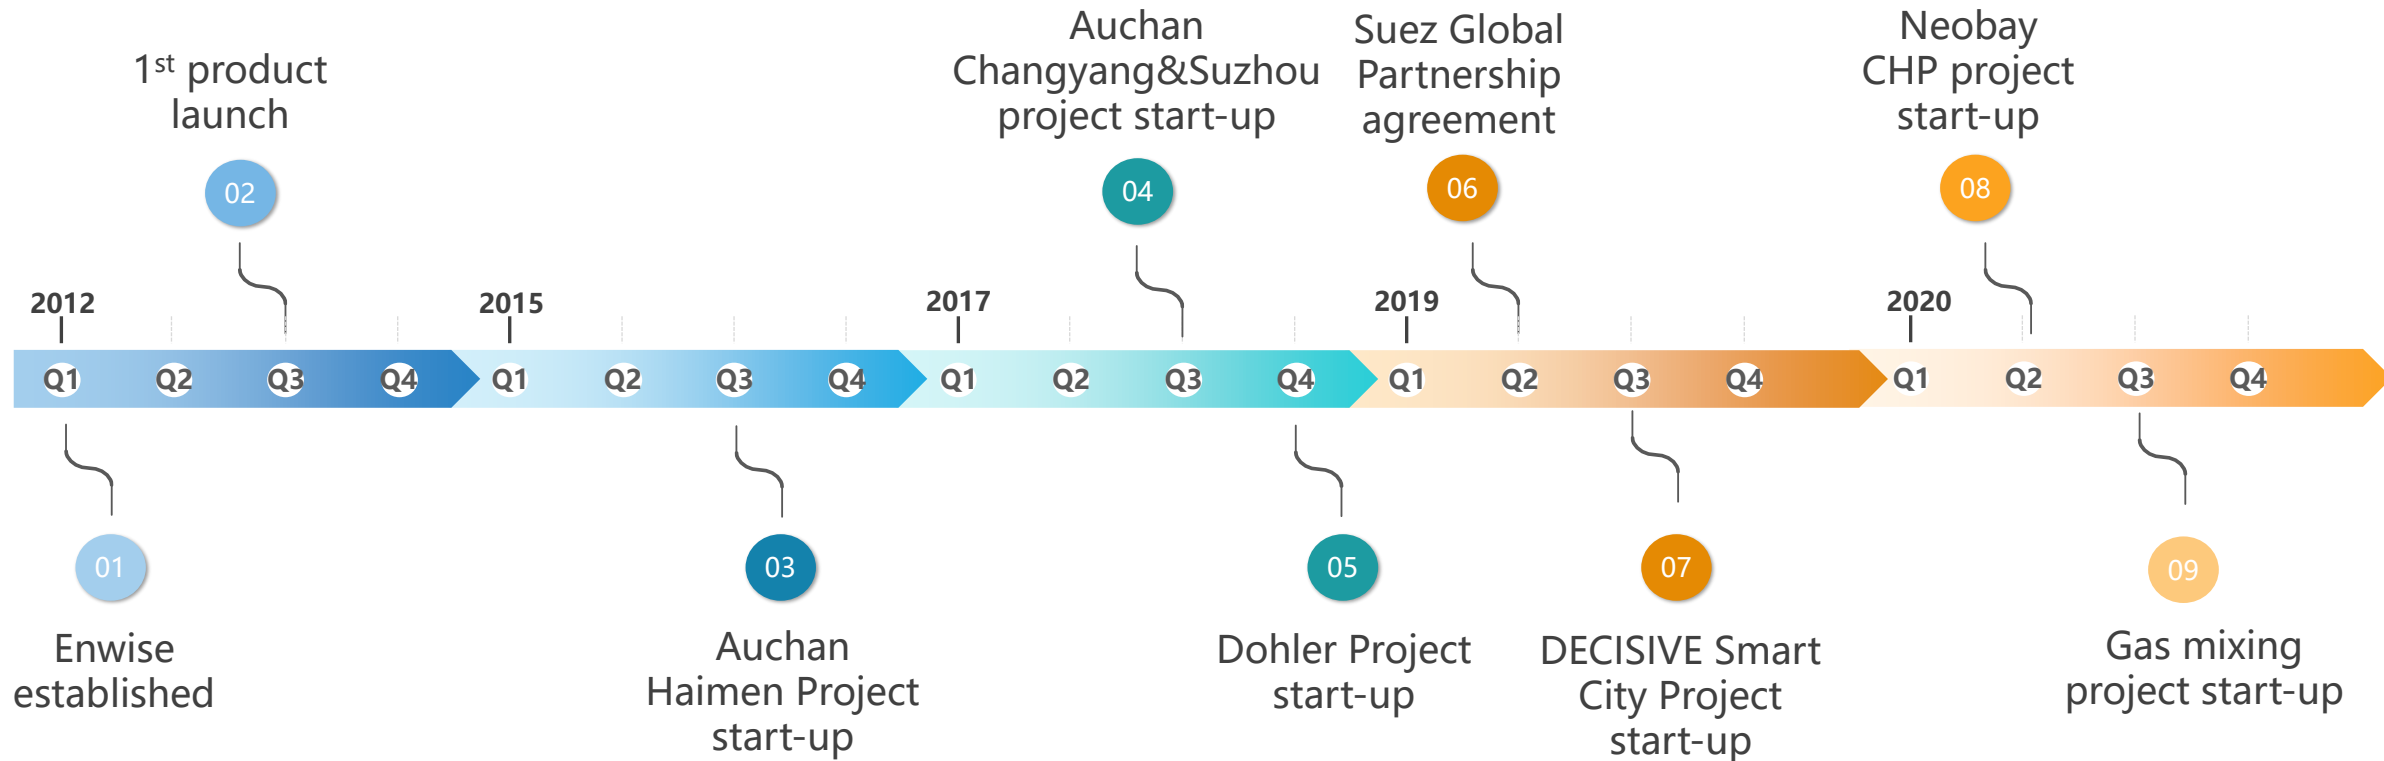 1st product
launch
02
Auchan
Changyang&Suzhou
project start-up
04
Suez Global
Partnership
agreement
06
Neobay
CHP project
start-up
08
2012
2015
2017
2019
2020
Q1 Q2 Q3 Q4 Q1 Q2 Q3 Q4 Q1 Q2 Q3 Q4 Q1 Q2 Q3 Q4 Q1 Q2 Q3 Q4
01
Enwise
established
03
Auchan
Haimen Project
start-up
05
Dohler Project
start-up
07
DECISIVE Smart
City Project
start-up
09
Gas mixing
project start-up